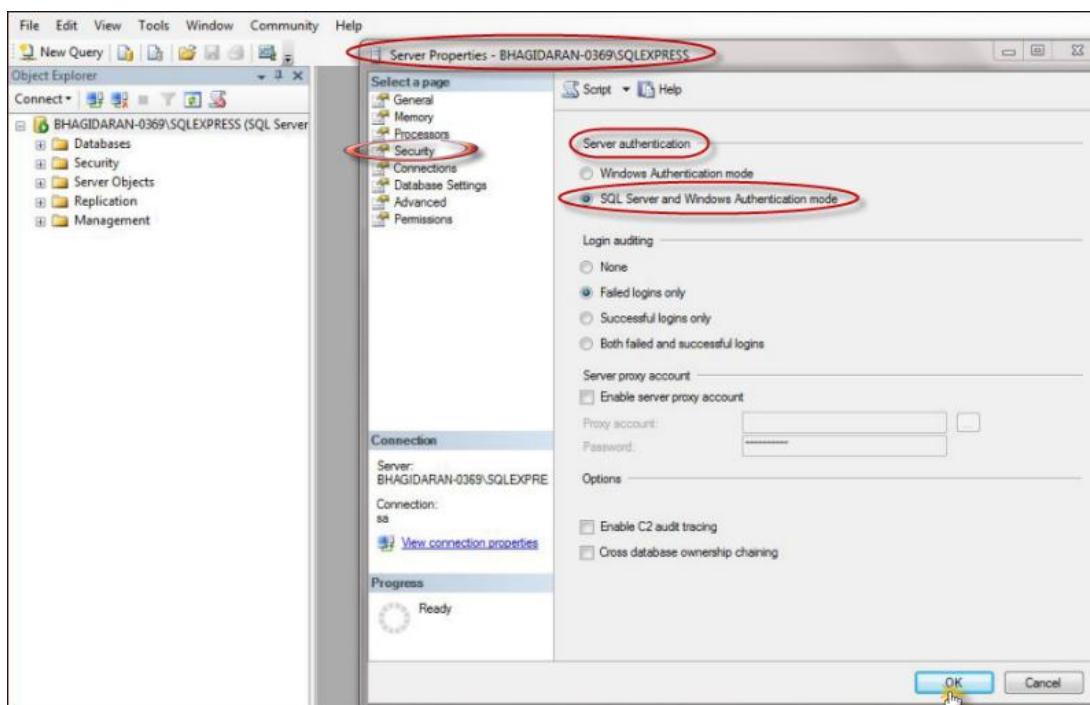 File Edit View Tools Window Community Help
New Query
Server Properties - BHAGIDARAN-0369\SQLEXPRESS
Object Explorer
Connect
BHAGIDARAN-0369\SQLEXPRESS (SQL Server
Databases
Security
Server Objects
Replication
Management
Select a page
General
Memory
Processors
Security
Connections
Database Settings
Advanced
Permissions
Script Help
Server authentication
Windows Authentication mode
SQL Server and Windows Authentication mode
Login auditing
None
Failed logins only
Successful logins only
Both failed and successful logins
Server proxy account
Enable server proxy account
Proxy account:
...
Password:
Options
Enable C2 audit tracing
Cross database ownership chaining
Connection
Server:
BHAGIDARAN-0369\SQLEXPRE
Connection:
sa
View connection properties
Progress
Ready
OK Cancel